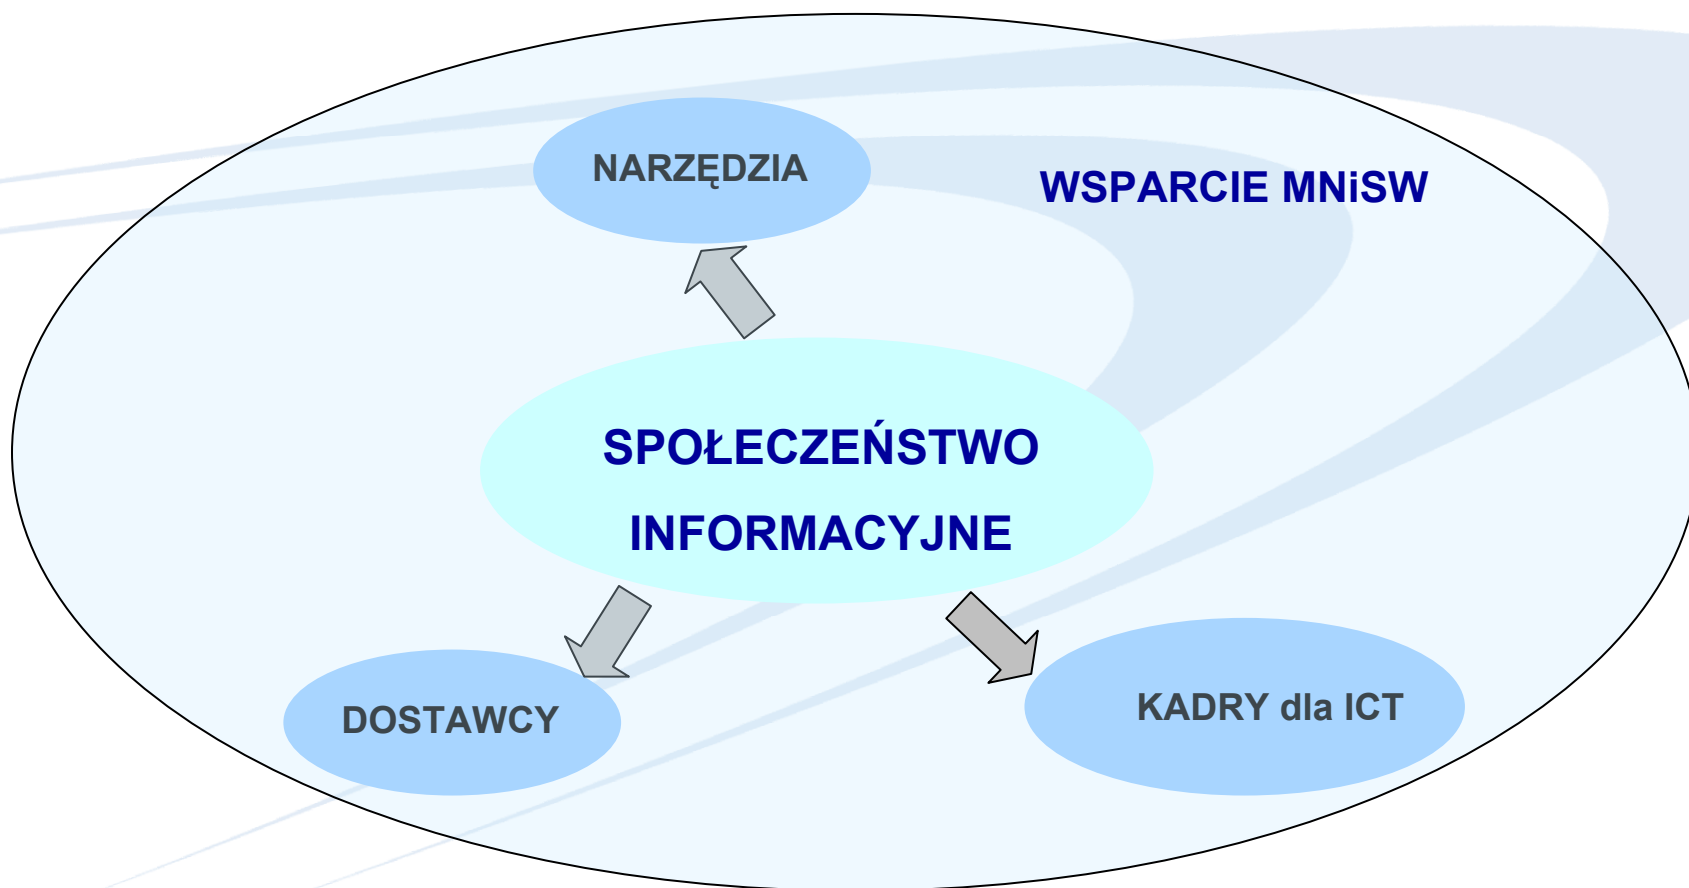 NARZĘDZIA
WSPARCIE MNiSW
SPOŁECZEŃSTWO
INFORMACYJNE
DOSTAWCY
KADRY dla ICT